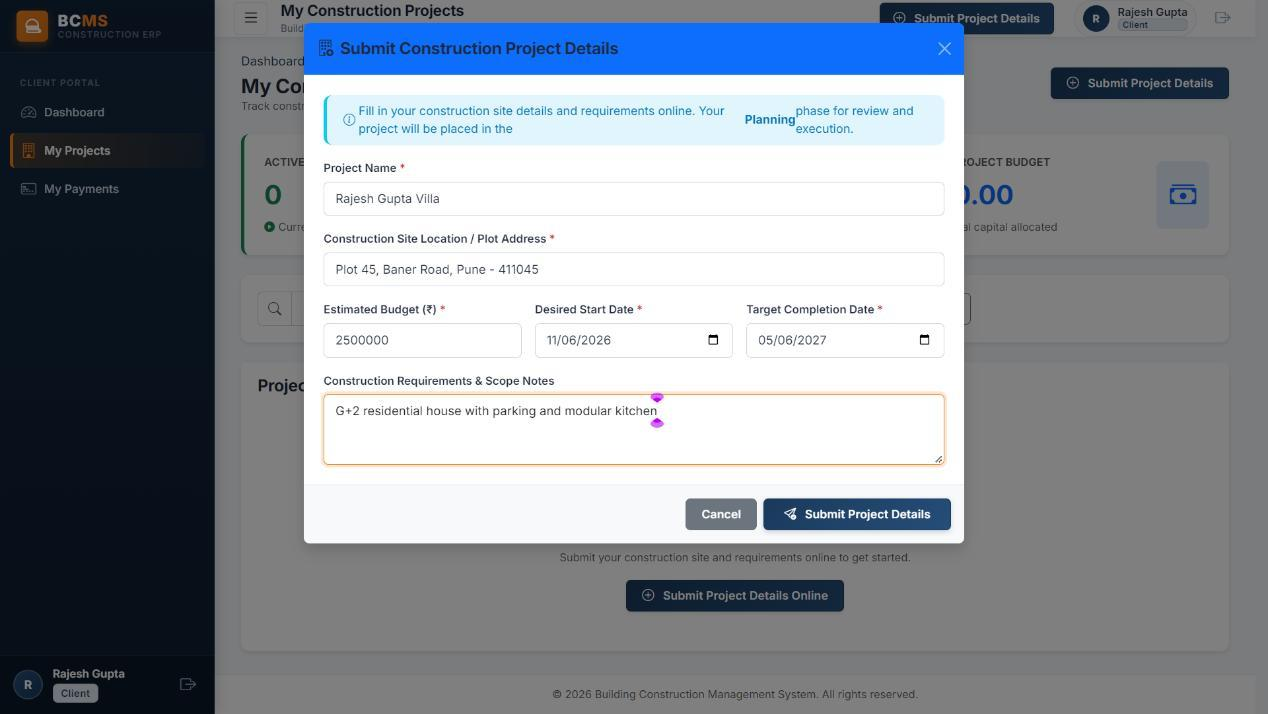 BCMS
CONSTRUCTION ERP
CLIENT PORTAL
Dashboard
My Projects
My Payments
Rajesh Gupta
Client
My Construction Projects
Submit Project Details
R
Rajesh Gupta
Client
Dashboard
Submit Project Details
ACTIVE
0
PROJECT BUDGET
0.00
al capital allocated
Submit Construction Project Details
Fill in your construction site details and requirements online. Your project will be placed in the Planning phase for review and execution.
Project Name *
Rajesh Gupta Villa
Construction Site Location / Plot Address *
Plot 45, Baner Road, Pune - 411045
Estimated Budget (₹) *
Desired Start Date *
Target Completion Date *
2500000
11/06/2026
05/06/2027
Construction Requirements & Scope Notes
G+2 residential house with parking and modular kitchen
Cancel
Submit Project Details
Submit your construction site and requirements online to get started.
Submit Project Details Online
R
© 2026 Building Construction Management System. All rights reserved.